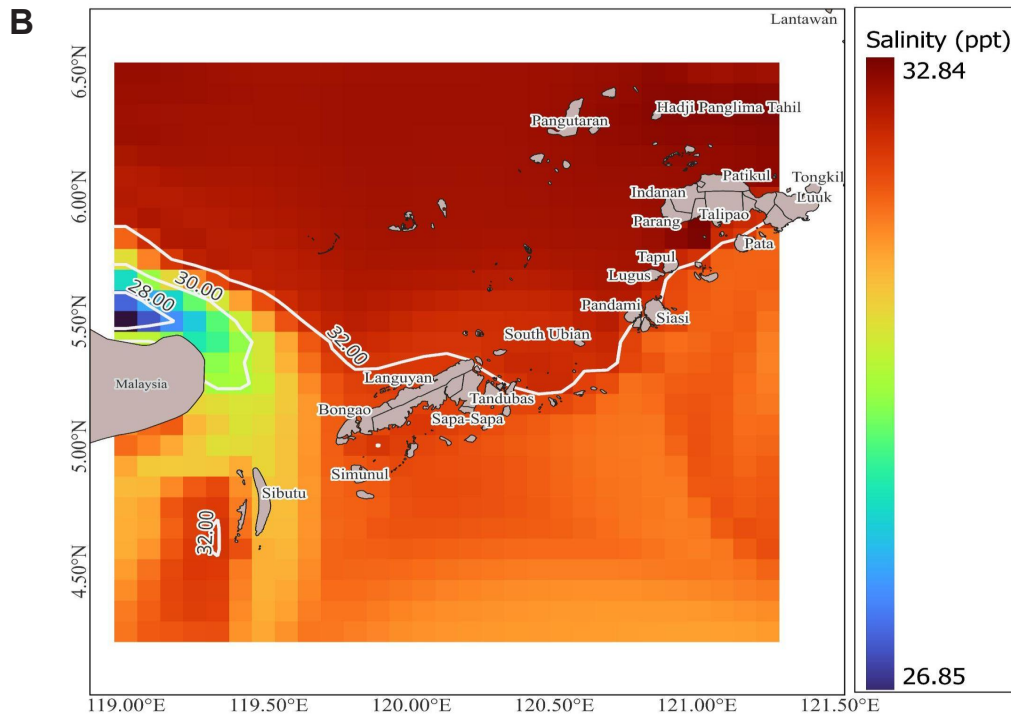 B
Lantawan
Salinity (ppt)
32.84
6.50°N
Hadji Panglima Tahil
Pangutaran
Patikul
Tongkil
6.00°N
Indanan
Luuk
Parang
Talipao
Pata
Tapul
Lugus
30.00
28.00
5.50°N
Pandami
Siasi
32.00
South Ubian
Malaysia
Languyan
Tandubas
Bongao
Sapa-Sapa
5.00°N
Simunul
Sibutu
32.00
4.50°N
26.85
119.00°E
119.50°E
120.00°E
120.50°E
121.00°E
121.50°E